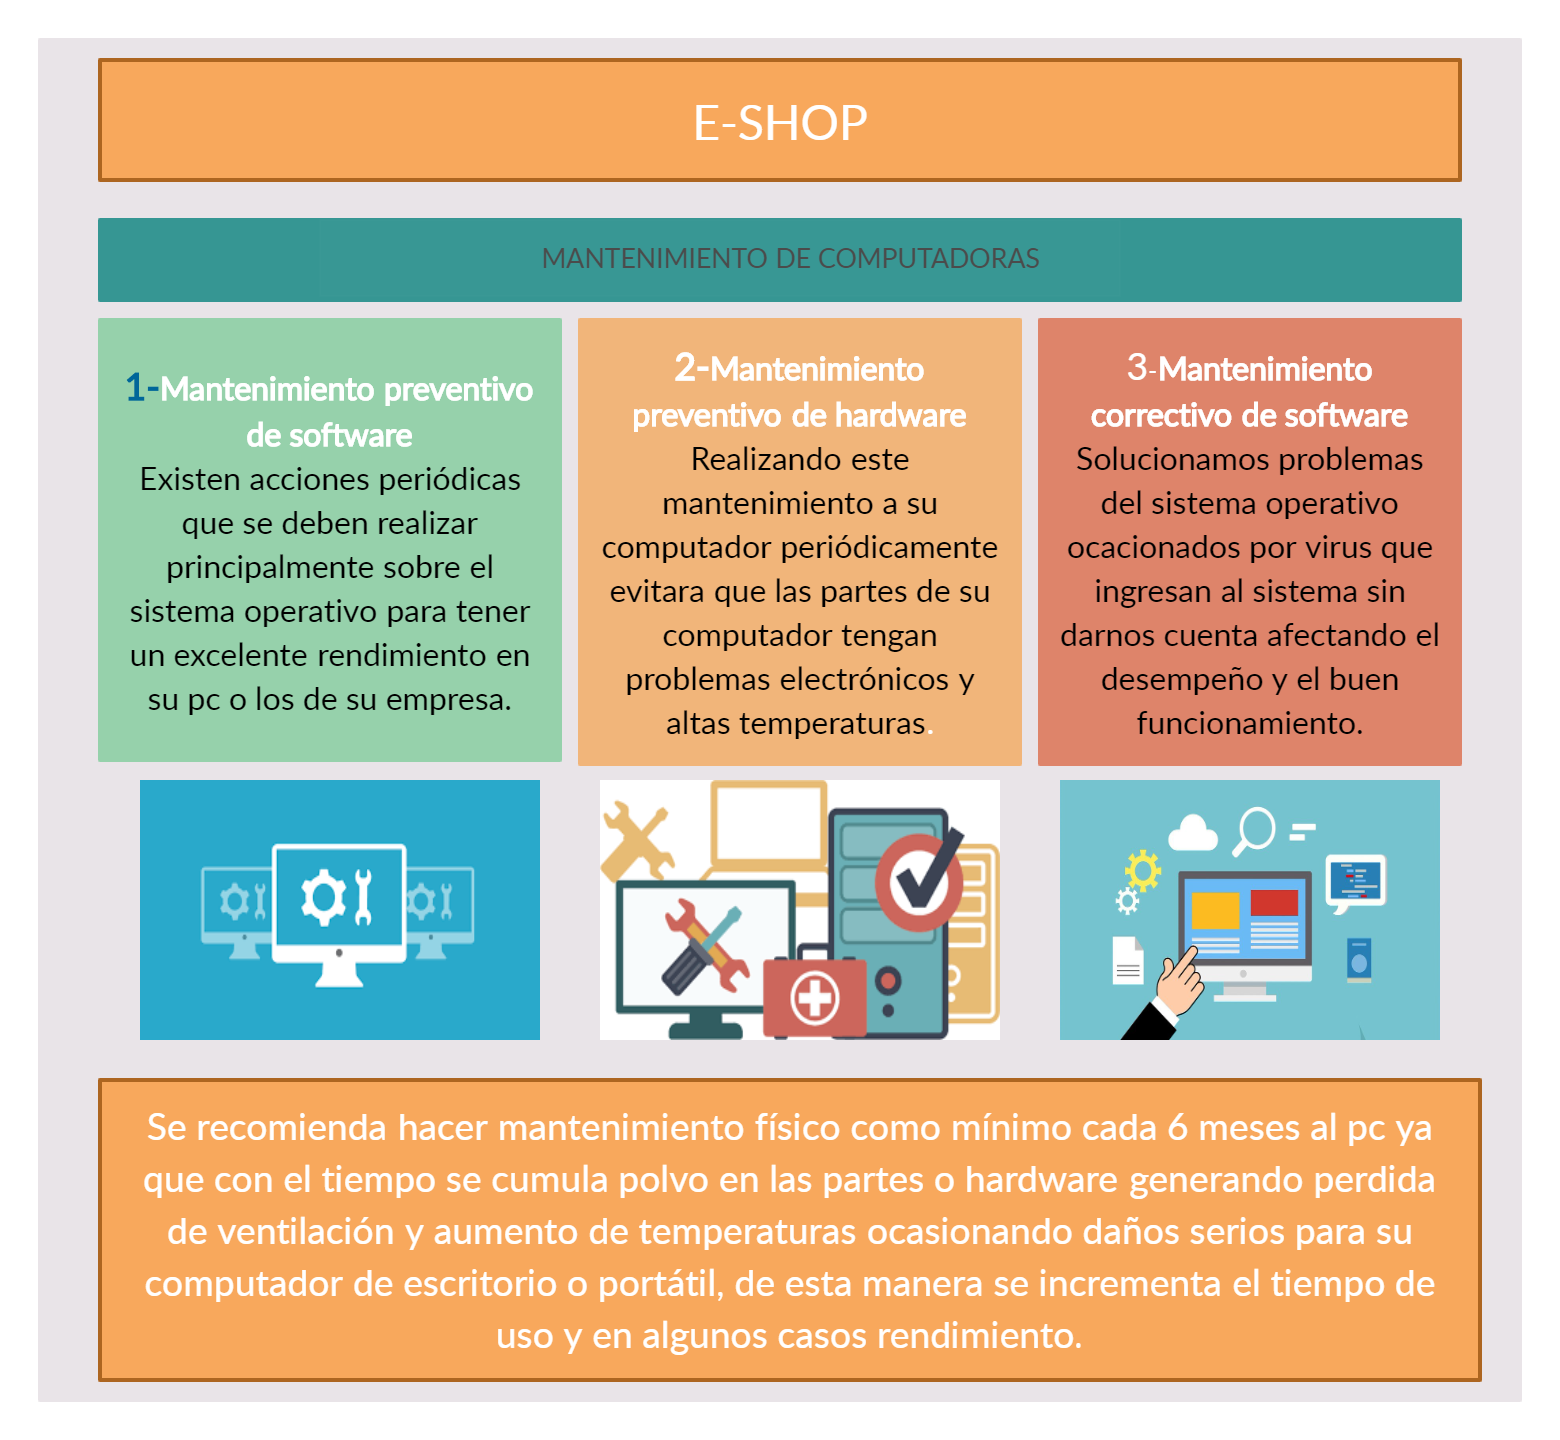 E-SHOP
MANTENIMIENTO DE COMPUTADORAS
1-Mantenimiento preventivo
de software
Existen acciones periódicas
que se deben realizar
principalmente sobre el
sistema operativo para tener
un excelente rendimiento en
su pc o los de su empresa.
2-Mantenimiento
preventivo de hardware
Realizando este
mantenimiento a su
computador periódicamente
evitara que las partes de su
computador tengan
problemas electrónicos y
altas temperaturas.
3-Mantenimiento
correctivo de software
Solucionamos problemas
del sistema operativo
ocacionados por virus que
ingresan al sistema sin
darnos cuenta afectando el
desempeño y el buen
funcionamiento.
Se recomienda hacer mantenimiento físico como mínimo cada 6 meses al pc ya
que con el tiempo se cumula polvo en las partes o hardware generando perdida
de ventilación y aumento de temperaturas ocasionando daños serios para su
computador de escritorio o portátil, de esta manera se incrementa el tiempo de
uso y en algunos casos rendimiento.